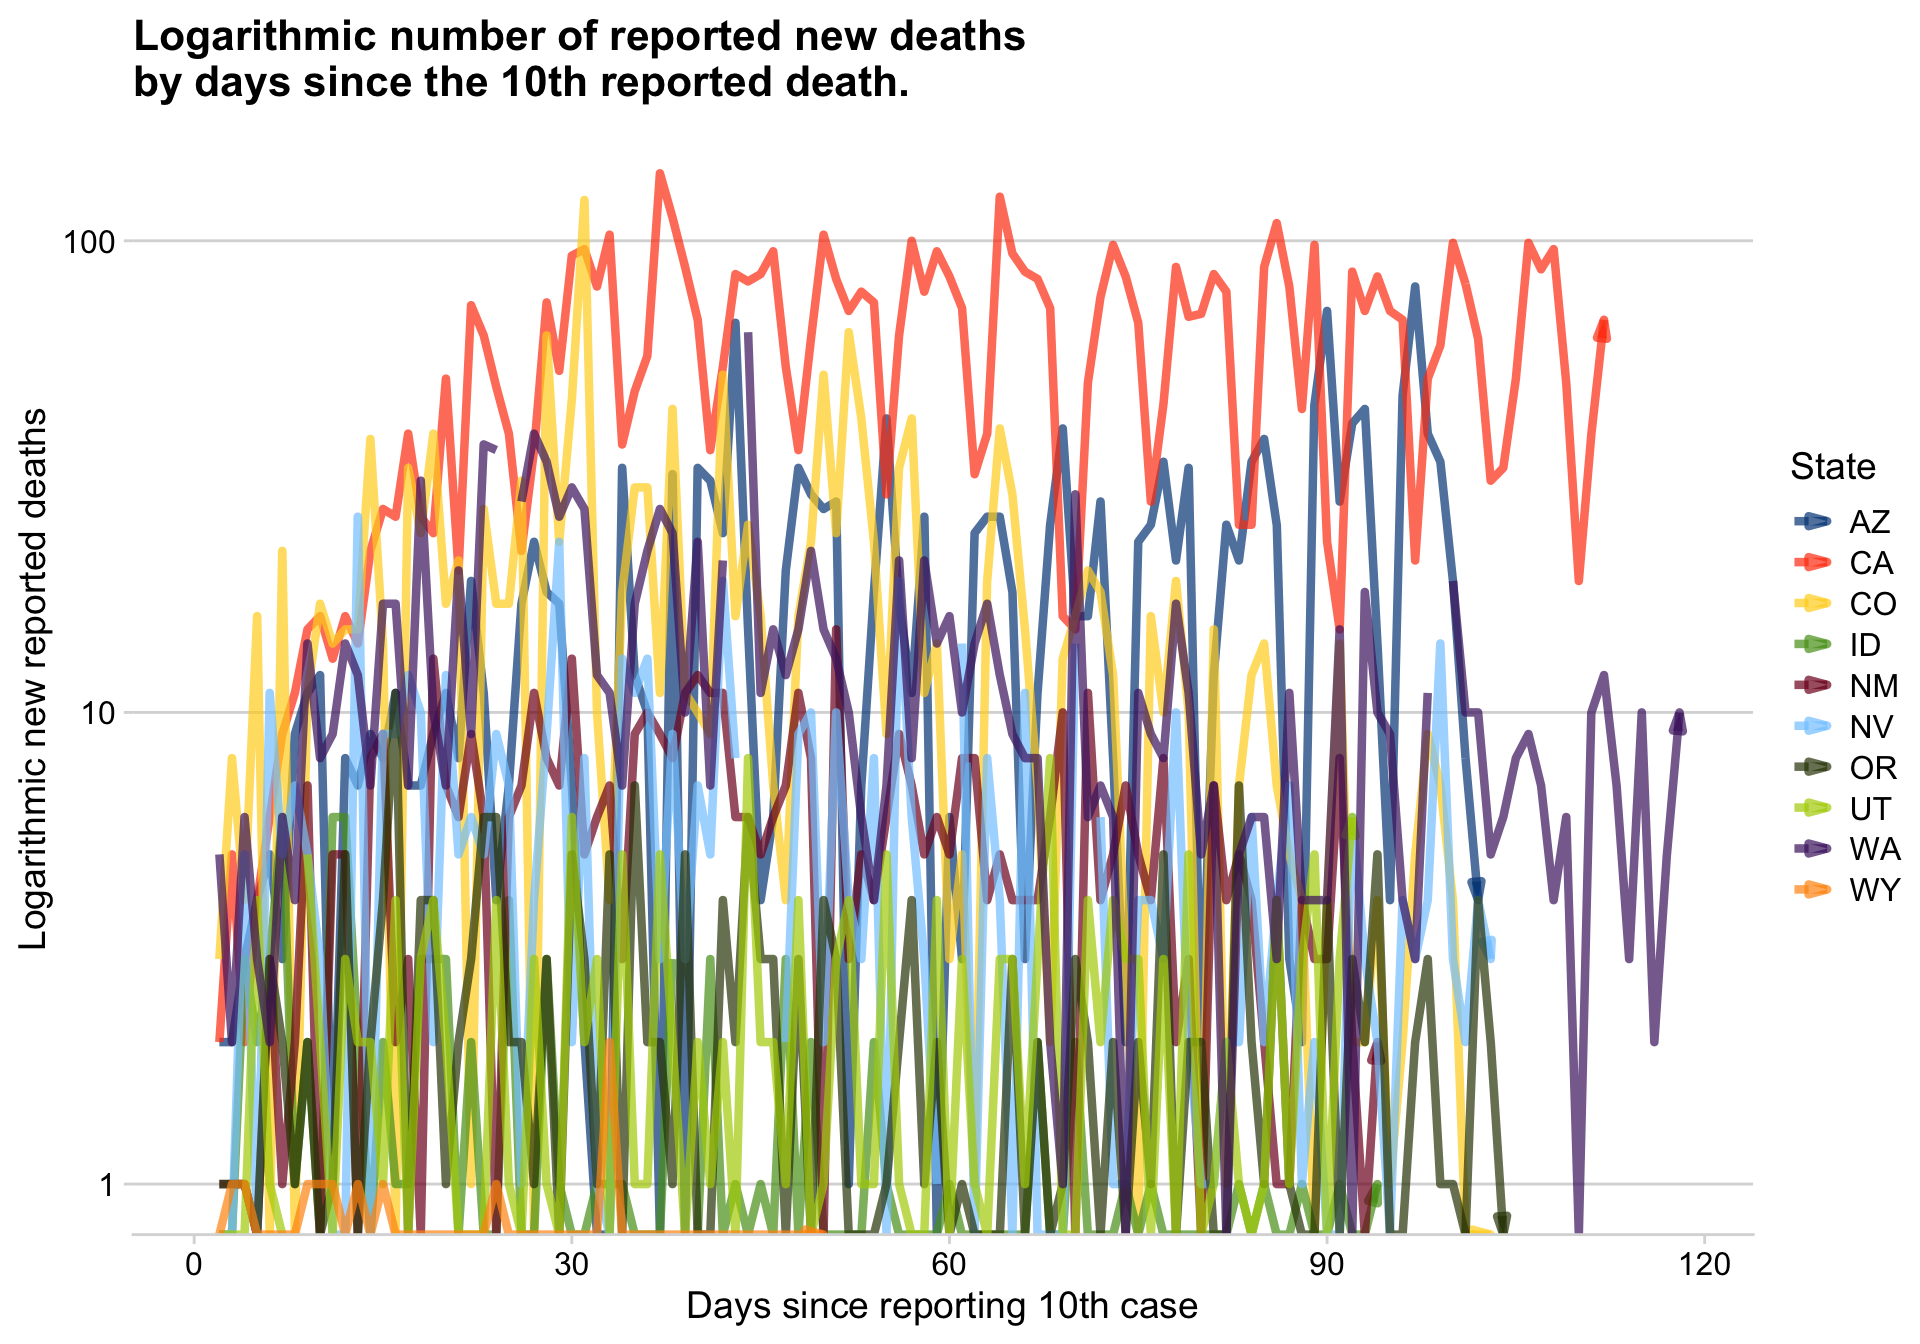 Logarithmic number of reported new deaths
by days since the 10th reported death.
Logarithmic new reported deaths
100
10
1
0
30
60
90
120
Days since reporting 10th case
State
AZ
CA
CO
ID
NM
NV
OR
UT
WA
WY